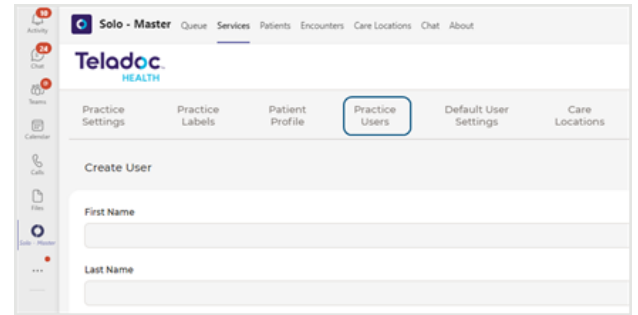 10
Activity
Solo - Master Queue Services Patients Encounters Care Locations Chat About
24
Chat
Teladoc
HEALTH
Teams
Practice Settings
Practice Labels
Patient Profile
Practice Users
Default User Settings
Care Locations
Calendar
Calls
Create User
Files
First Name
Solo - Master
Last Name